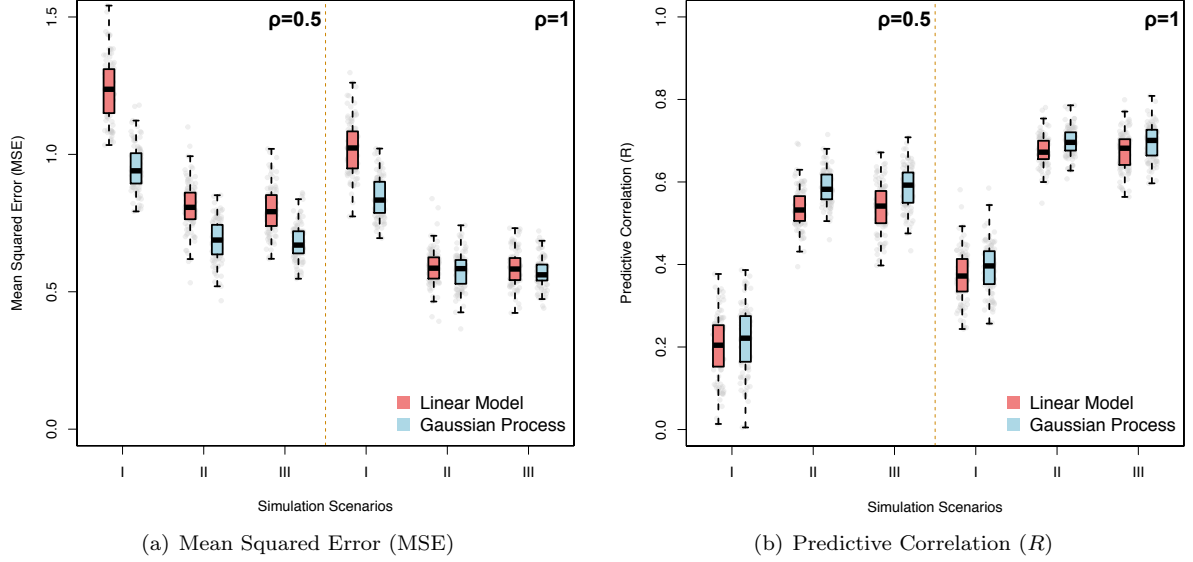 ρ=0.5
ρ=1
Mean Squared Error (MSE)
1.5
1.0
0.5
0.0
Linear Model
Gaussian Process
I
II
III
I
II
III
Simulation Scenarios
(a) Mean Squared Error (MSE)
ρ=0.5
ρ=1
Predictive Correlation (R)
1.0
0.8
0.6
0.4
0.2
0.0
Linear Model
Gaussian Process
I
II
III
I
II
III
Simulation Scenarios
(b) Predictive Correlation (R)